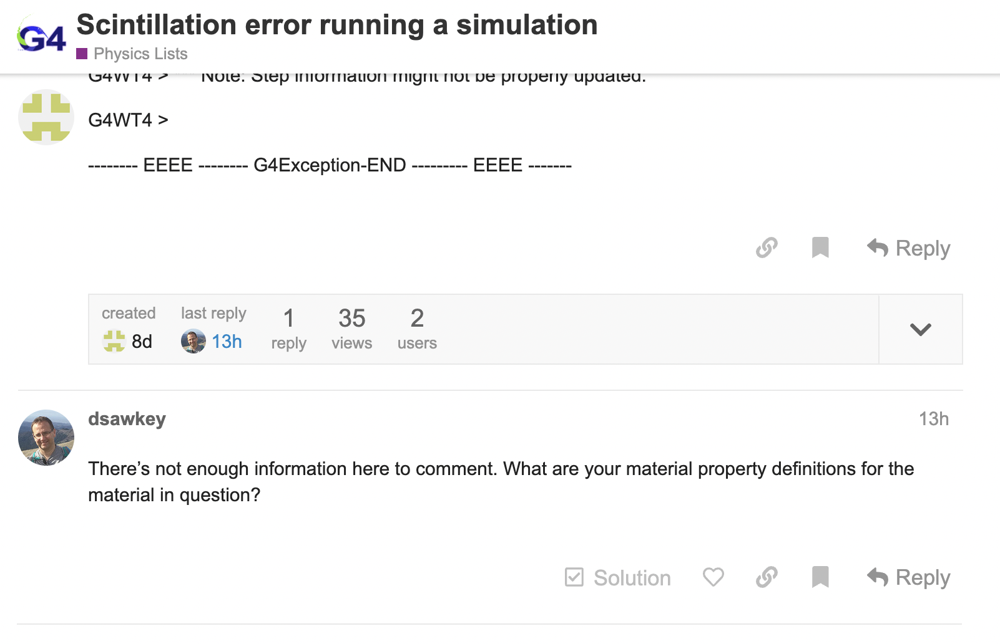 G4
Scintillation error running a simulation
Physics Lists
G4WT4 > Note: Step information might not be properly updated.
G4WT4 >
-------- EEEE -------- G4Exception-END --------- EEEE -------
Reply
created last reply 1 35 2
8d 13h reply views users
dsawkey 13h
There’s not enough information here to comment. What are your material property definitions for the
material in question?
Solution Reply